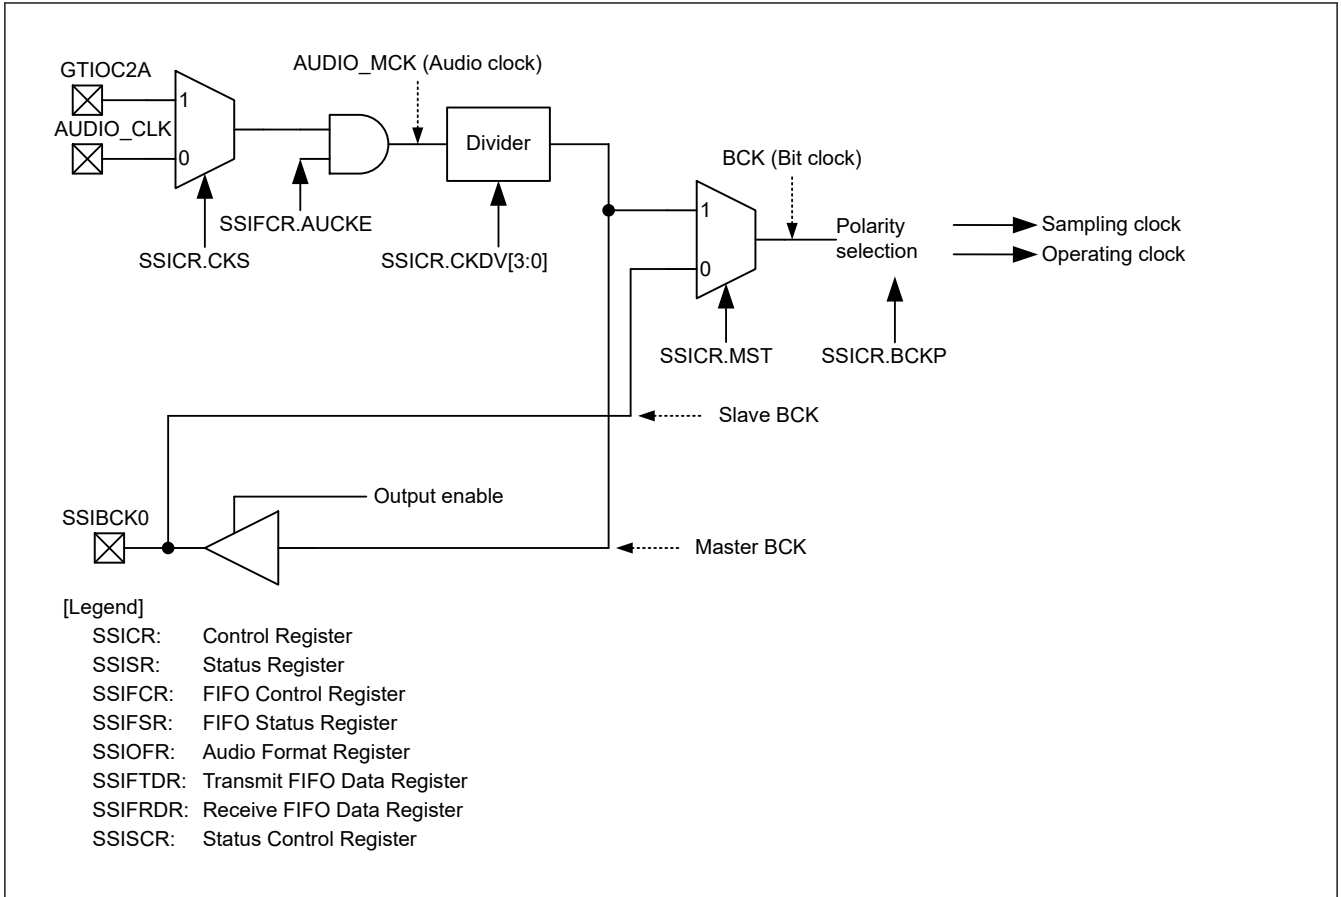 GTIOC2A
AUDIO_MCK (Audio clock)
1
AUDIO_CLK
0
Divider
BCK (Bit clock)
1
SSIFCR.AUCKE
SSICR.CKS
SSICR.CKDV[3:0]
Polarity
selection
Sampling clock
Operating clock
0
SSICR.MST
SSICR.BCKP
Slave BCK
Output enable
SSIBCK0
Master BCK
[Legend]
SSICR: Control Register
SSISR: Status Register
SSIFCR: FIFO Control Register
SSIFSR: FIFO Status Register
SSIOFR: Audio Format Register
SSIFTDR: Transmit FIFO Data Register
SSIFRDR: Receive FIFO Data Register
SSISCR: Status Control Register